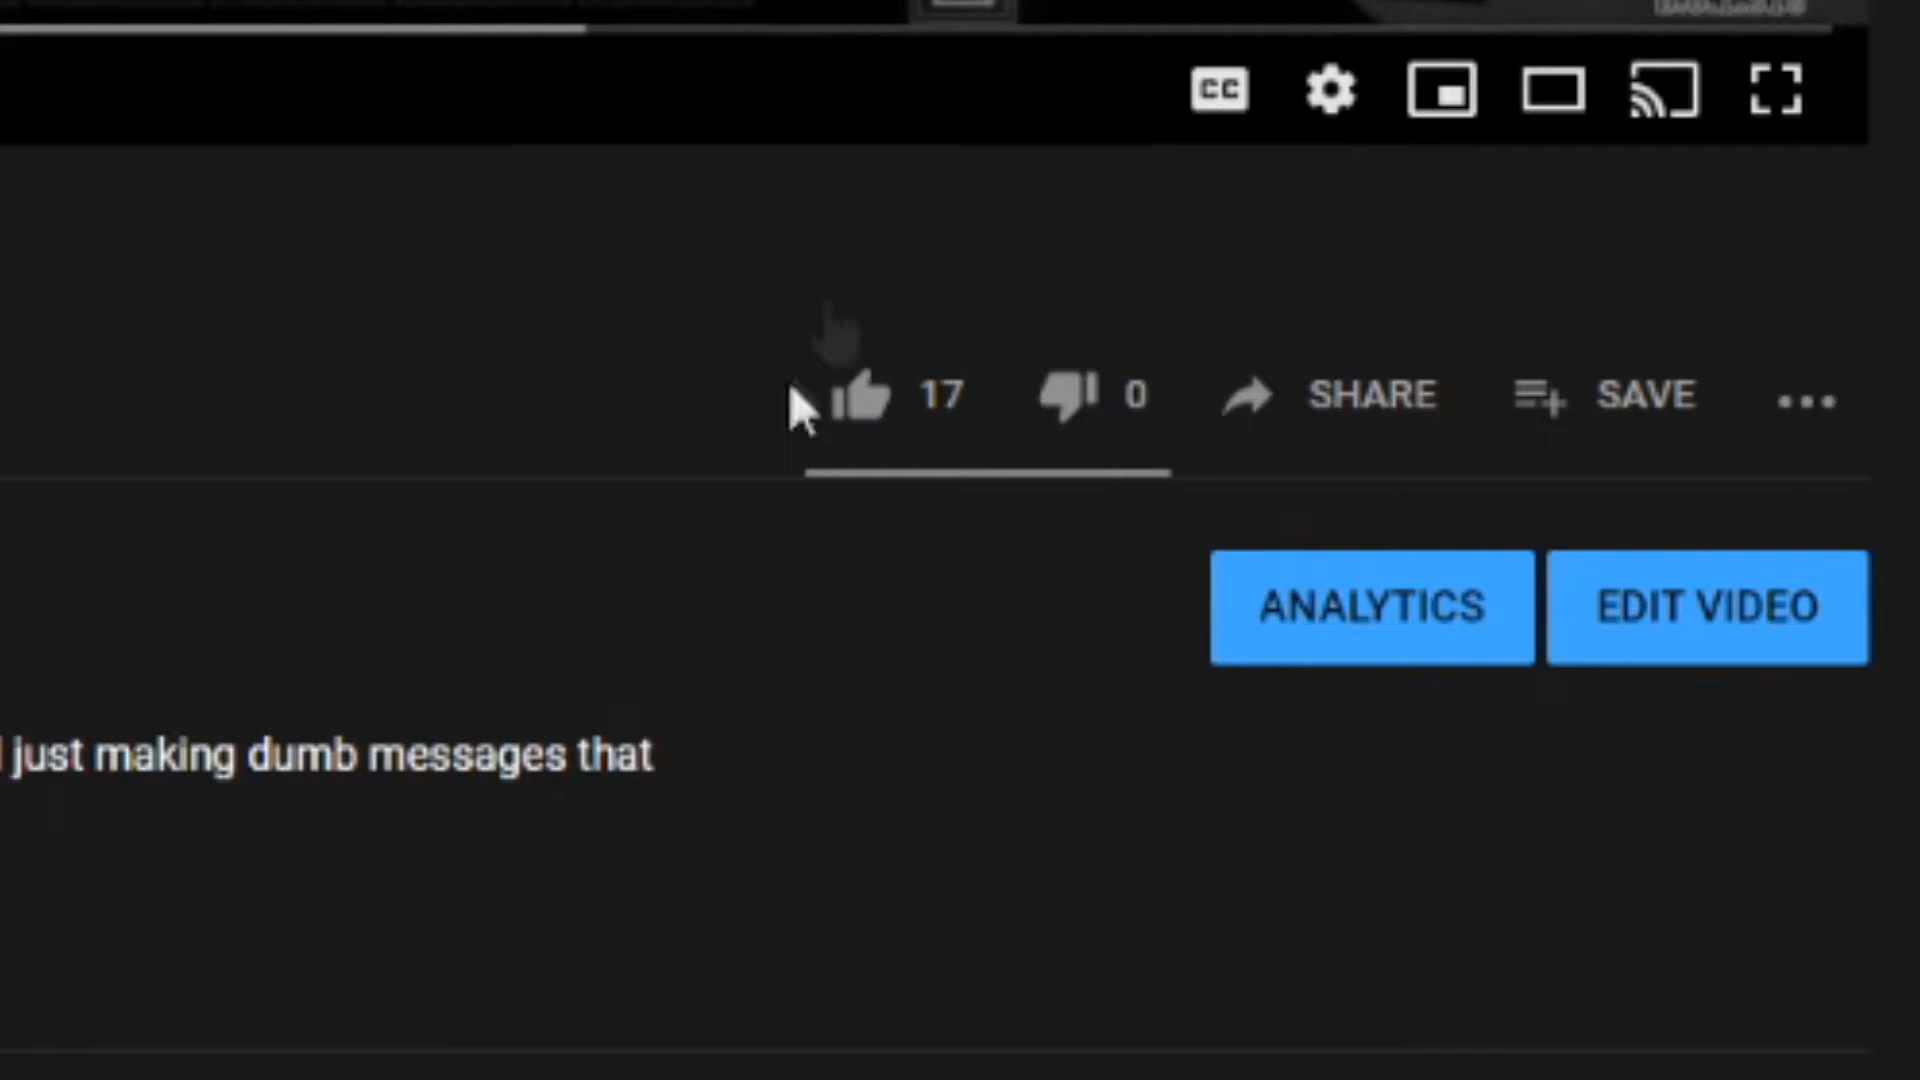 CC
17 0 SHARE SAVE
ANALYTICS EDIT VIDEO
just making dumb messages that